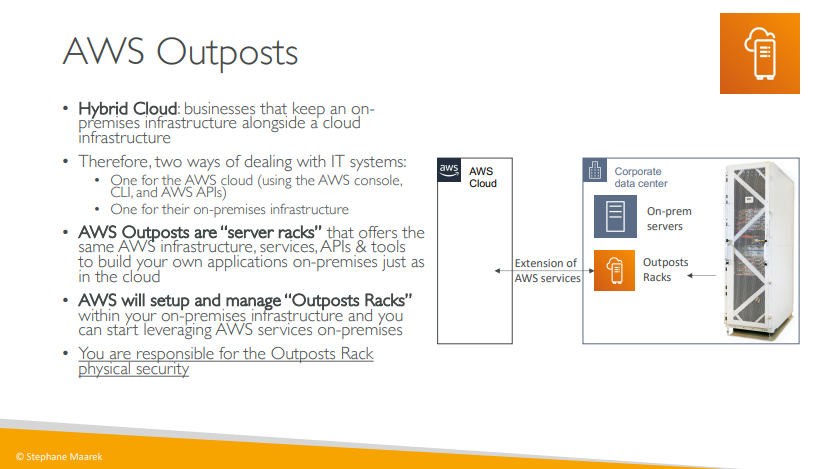 AWS Outposts
• Hybrid Cloud: businesses that keep an on-
premises infrastructure alongside a cloud
infrastructure
• Therefore, two ways of dealing with IT systems:
• One for the AWS cloud (using the AWS console,
CLI, and AWS APIs)
• One for their on-premises infrastructure
• AWS Outposts are “server racks” that offers the
same AWS infrastructure, services, APIs & tools
to build your own applications on-premises just as
in the cloud
• AWS will setup and manage “Outposts Racks”
within your on-premises infrastructure and you
can start leveraging AWS services on-premises
• You are responsible for the Outposts Rack
physical security
aws
AWS
Cloud
Extension of
AWS services
Corporate
data center
On-prem
servers
Outposts
Racks
© Stephane Maarek